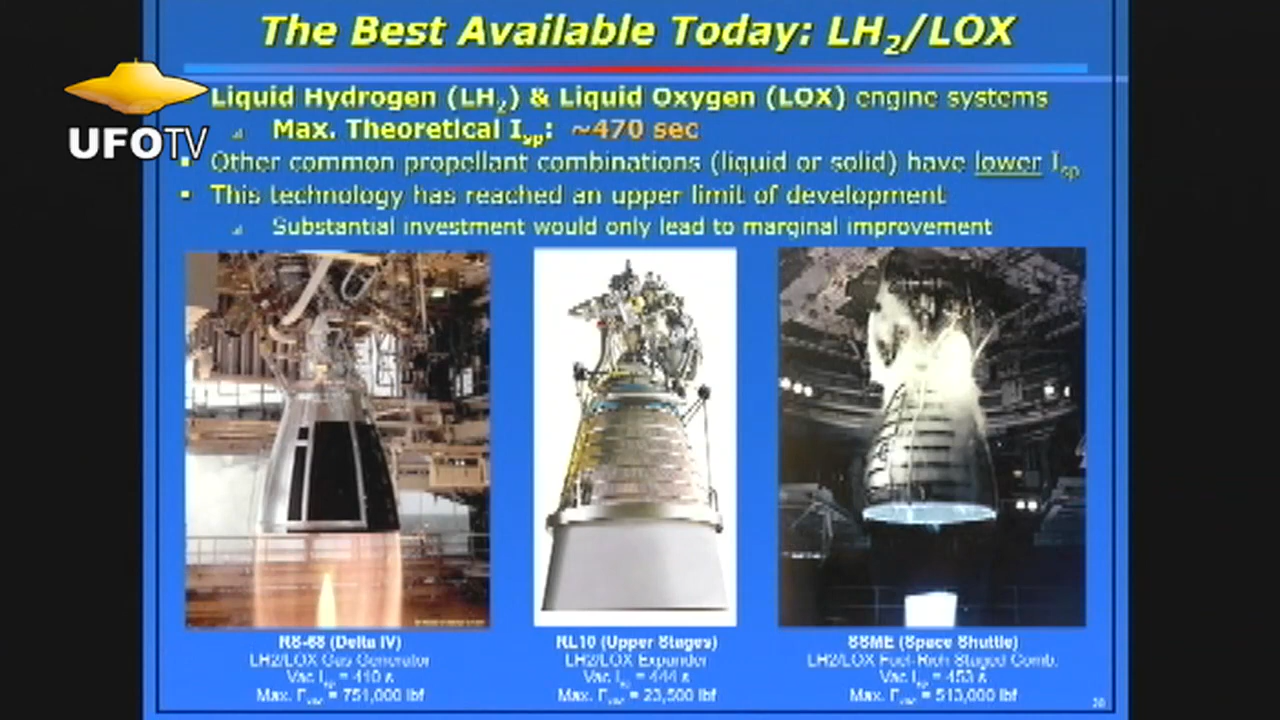 The Best Available Today: LH2/LOX
UFOTV
Liquid Hydrogen (LH2) & Liquid Oxygen (LOX) engine systems
Max. Theoretical Isp: ~470 sec
Other common propellant combinations (liquid or solid) have lower Isp
This technology has reached an upper limit of development
Substantial investment would only lead to marginal improvement
RS-68 (Delta IV)
LH2/LOX Gas Generator
Vac Isp = 410 s
Max. Fvac = 751,000 lbf
RL10 (Upper Stages)
LH2/LOX Expander
Vac Isp = 444 s
Max. Fvac = 23,500 lbf
SSME (Space Shuttle)
LH2/LOX Fuel-Rich Staged Comb.
Vac Isp = 453 s
Max. Fvac = 513,000 lbf